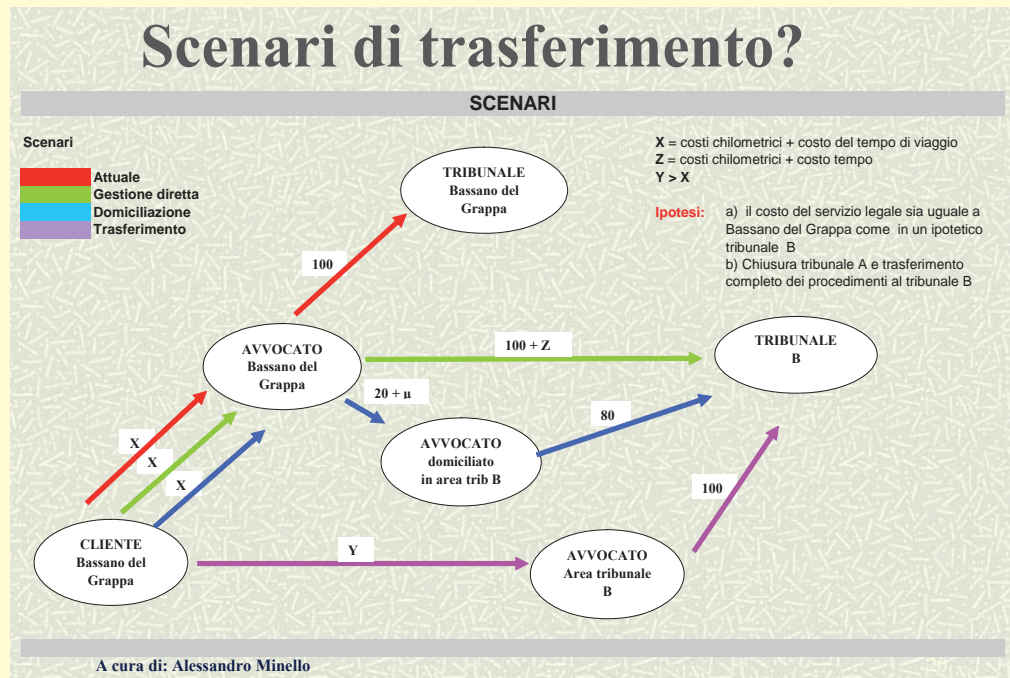 Scenari di trasferimento?
SCENARI
Scenari
Attuale
Gestione diretta
Domiciliazione
Trasferimento
X = costi chilometrici + costo del tempo di viaggio
Z = costi chilometrici + costo tempo
Y > X
Ipotesi: a) il costo del servizio legale sia uguale a
Bassano del Grappa come in un ipotetico
tribunale B
b) Chiusura tribunale A e trasferimento
completo dei procedimenti al tribunale B
TRIBUNALE
Bassano del
Grappa
100
AVVOCATO
Bassano del
Grappa
100 + Z
TRIBUNALE
B
20 + µ
80
AVVOCATO
domiciliato
in area trib B
X
X
X
100
CLIENTE
Bassano del
Grappa
Y
AVVOCATO
Area tribunale
B
A cura di: Alessandro Minello